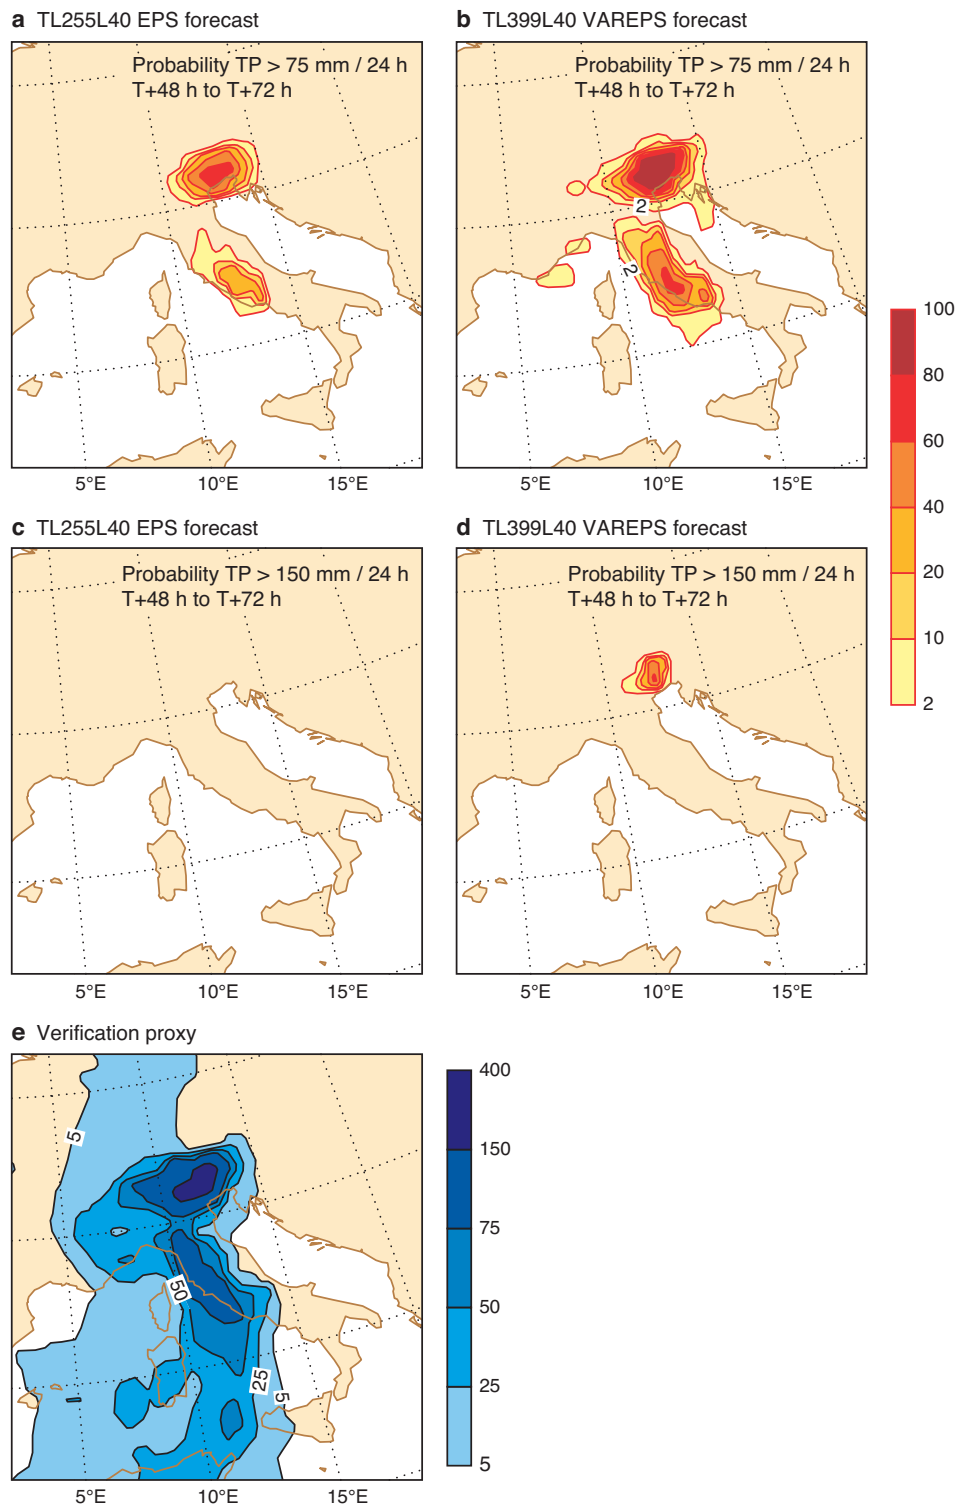 a TL255L40 EPS forecast
b TL399L40 VAREPS forecast
Probability TP > 75 mm / 24 h
T+48 h to T+72 h
Probability TP > 75 mm / 24 h
T+48 h to T+72 h
2
2
5°E 10°E 15°E
5°E 10°E 15°E
100
80
60
40
20
10
2
c TL255L40 EPS forecast
d TL399L40 VAREPS forecast
Probability TP > 150 mm / 24 h
T+48 h to T+72 h
Probability TP > 150 mm / 24 h
T+48 h to T+72 h
5°E 10°E 15°E
5°E 10°E 15°E
e Verification proxy
5
50
25
5
5°E 10°E 15°E
400
150
75
50
25
5